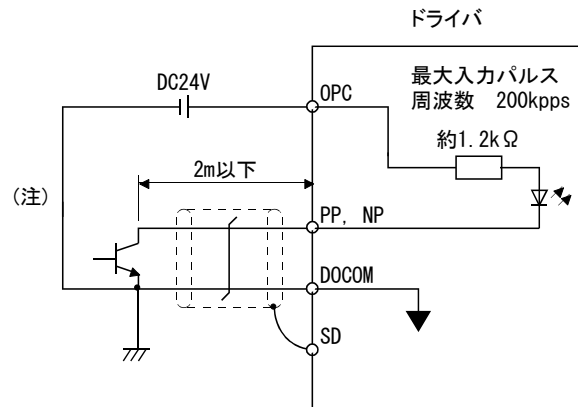 ドライバ
DC24V
OPC
最大入力パルス
周波数 200kpps
約1.2kΩ
2m以下
(注)
PP, NP
DOCOM
SD